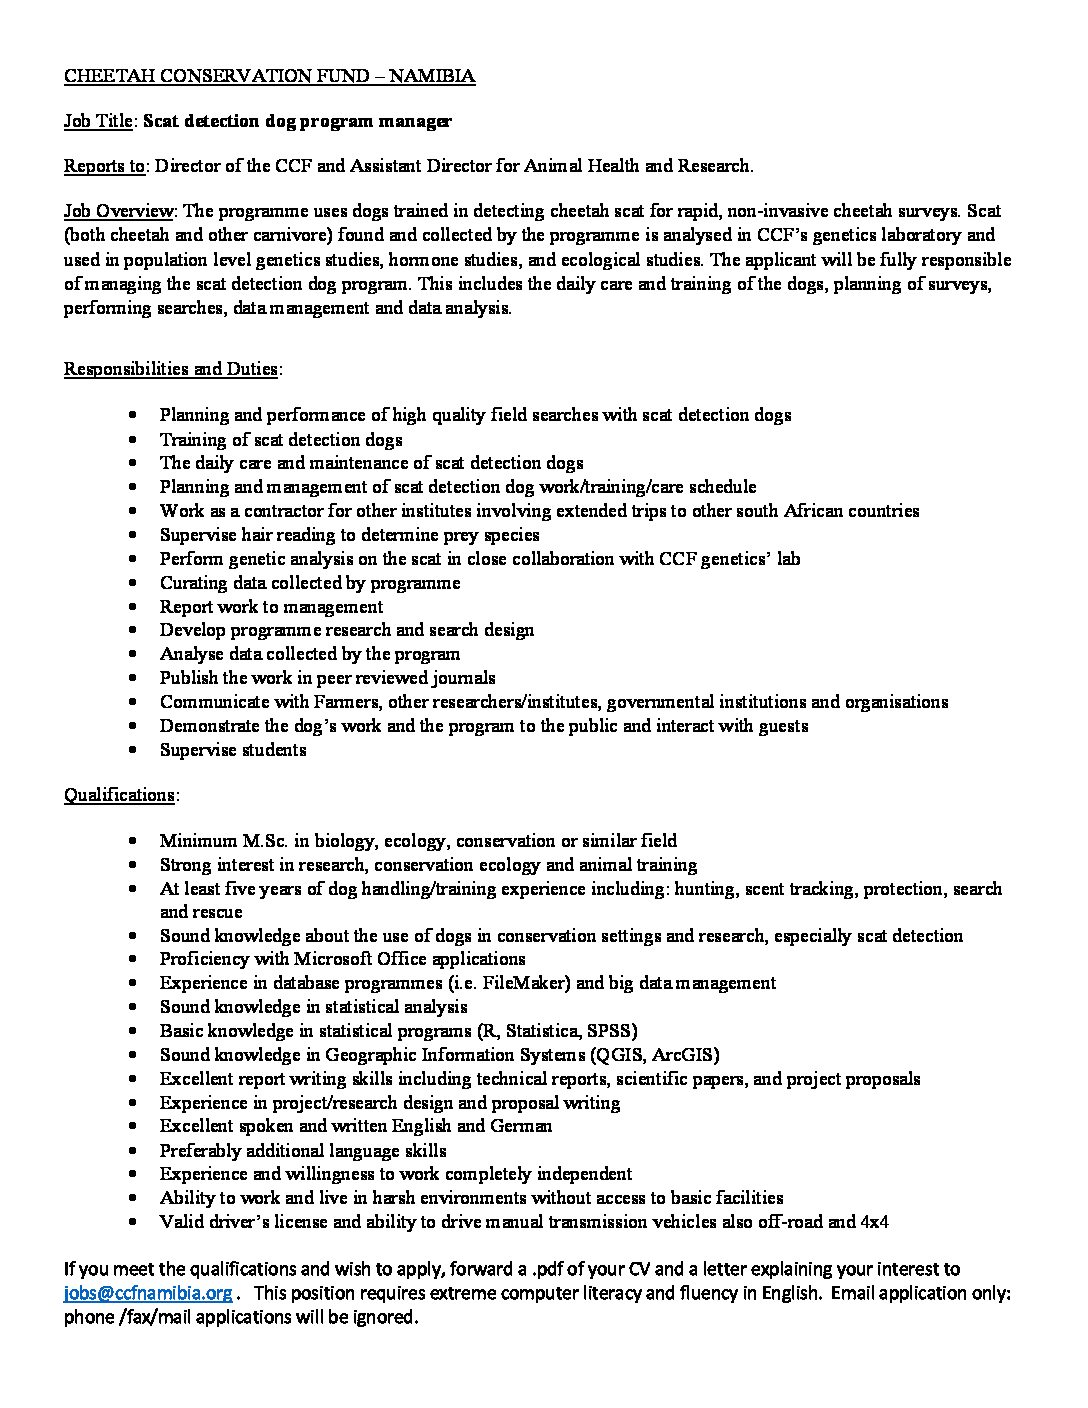 CHEETAH CONSERVATION FUND – NAMIBIA
Job Title: Scat detection dog program manager
Reports to: Director of the CCF and Assistant Director for Animal Health and Research.
Job Overview: The programme uses dogs trained in detecting cheetah scat for rapid, non-invasive cheetah surveys. Scat
(both cheetah and other carnivore) found and collected by the programme is analysed in CCF’s genetics laboratory and
used in population level genetics studies, hormone studies, and ecological studies. The applicant will be fully responsible
of managing the scat detection dog program. This includes the daily care and training of the dogs, planning of surveys,
performing searches, data management and data analysis.
Responsibilities and Duties:
• Planning and performance of high quality field searches with scat detection dogs
• Training of scat detection dogs
• The daily care and maintenance of scat detection dogs
• Planning and management of scat detection dog work/training/care schedule
• Work as a contractor for other institutes involving extended trips to other south African countries
• Supervise hair reading to determine prey species
• Perform genetic analysis on the scat in close collaboration with CCF genetics’ lab
• Curating data collected by programme
• Report work to management
• Develop programme research and search design
• Analyse data collected by the program
• Publish the work in peer reviewed journals
• Communicate with Farmers, other researchers/institutes, governmental institutions and organisations
• Demonstrate the dog’s work and the program to the public and interact with guests
• Supervise students
Qualifications:
• Minimum M.Sc. in biology, ecology, conservation or similar field
• Strong interest in research, conservation ecology and animal training
• At least five years of dog handling/training experience including: hunting, scent tracking, protection, search
and rescue
• Sound knowledge about the use of dogs in conservation settings and research, especially scat detection
• Proficiency with Microsoft Office applications
• Experience in database programmes (i.e. FileMaker) and big data management
• Sound knowledge in statistical analysis
• Basic knowledge in statistical programs (R, Statistica, SPSS)
• Sound knowledge in Geographic Information Systems (QGIS, ArcGIS)
• Excellent report writing skills including technical reports, scientific papers, and project proposals
• Experience in project/research design and proposal writing
• Excellent spoken and written English and German
• Preferably additional language skills
• Experience and willingness to work completely independent
• Ability to work and live in harsh environments without access to basic facilities
• Valid driver’s license and ability to drive manual transmission vehicles also off-road and 4x4
If you meet the qualifications and wish to apply, forward a .pdf of your CV and a letter explaining your interest to
jobs@ccfnamibia.org . This position requires extreme computer literacy and fluency in English. Email application only:
phone /fax/mail applications will be ignored.